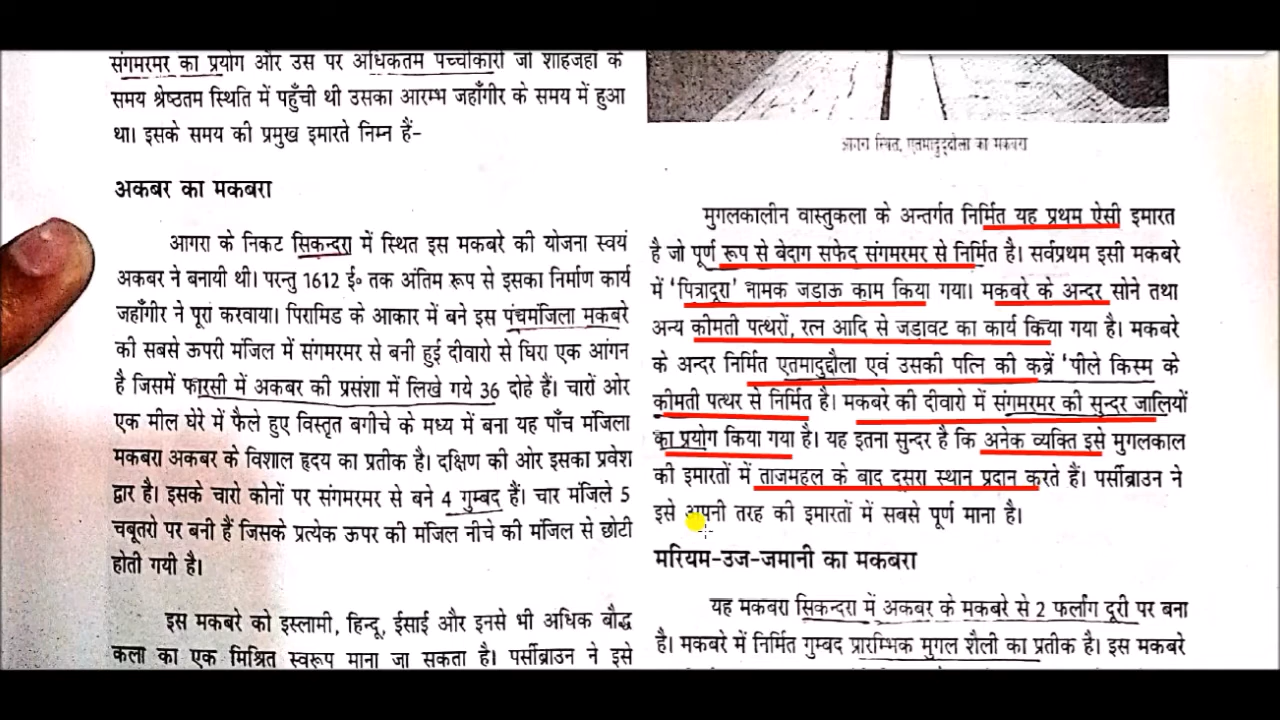 संगमरमर का प्रयोग और उस पर अधिकतम पच्चीकारी जो शाहजहाँ के
समय श्रेष्ठतम स्थिति में पहुँची थी उसका आरम्भ जहाँगीर के समय में हुआ
था। इसके समय की प्रमुख इमारते निम्न हैं-
अकबर का मकबरा
आगरा के निकट सिकन्दरा में स्थित इस मकबरे की योजना स्वयं
अकबर ने बनायी थी। परन्तु 1612 ई॰ तक अंतिम रूप से इसका निर्माण कार्य
जहाँगीर ने पूरा करवाया। पिरामिड के आकार में बने इस पंचमंजिला मकबरे
की सबसे ऊपरी मंजिल में संगमरमर से बनी हुई दीवारो से घिरा एक आंगन
है जिसमें फारसी में अकबर की प्रसंशा में लिखे गये 36 दोहे हैं। चारों ओर
एक मील घेरे में फैले हुए विस्तृत बगीचे के मध्य में बना यह पाँच मंजिला
मकबरा अकबर के विशाल हृदय का प्रतीक है। दक्षिण की ओर इसका प्रवेश
द्वार है। इसके चारो कोनों पर संगमरमर से बने 4 गुम्बद हैं। चार मंजिले 5
चबूतरो पर बनी हैं जिसके प्रत्येक ऊपर की मंजिल नीचे की मंजिल से छोटी
होती गयी है।
इस मकबरे को इस्लामी, हिन्दू, ईसाई और इनसे भी अधिक बौद्ध
कला का एक मिश्रित स्वरूप माना जा सकता है। पर्सीब्राउन ने इसे
आगरा स्थित, एतमादुद्दौला का मकबरा
मुगलकालीन वास्तुकला के अन्तर्गत निर्मित यह प्रथम ऐसी इमारत
है जो पूर्ण रूप से बेदाग सफेद संगमरमर से निर्मित है। सर्वप्रथम इसी मकबरे
में 'पित्रादूरा' नामक जड़ाऊ काम किया गया। मकबरे के अन्दर सोने तथा
अन्य कीमती पत्थरों, रत्न आदि से जड़ावट का कार्य किया गया है। मकबरे
के अन्दर निर्मित एतमादुद्दौला एवं उसकी पत्नि की कब्रें 'पीले किस्म के
कीमती पत्थर से निर्मित है। मकबरे की दीवारो में संगमरमर की सुन्दर जालियों
का प्रयोग किया गया है। यह इतना सुन्दर है कि अनेक व्यक्ति इसे मुगलकाल
की इमारतों में ताजमहल के बाद दूसरा स्थान प्रदान करते हैं। पर्सीब्राउन ने
इसे अपनी तरह की इमारतों में सबसे पूर्ण माना है।
मरियम-उज-जमानी का मकबरा
यह मकबरा सिकन्दरा में अकबर के मकबरे से 2 फर्लांग दूरी पर बना
है। मकबरे में निर्मित गुम्बद प्रारम्भिक मुगल शैली का प्रतीक है। इस मकबरे